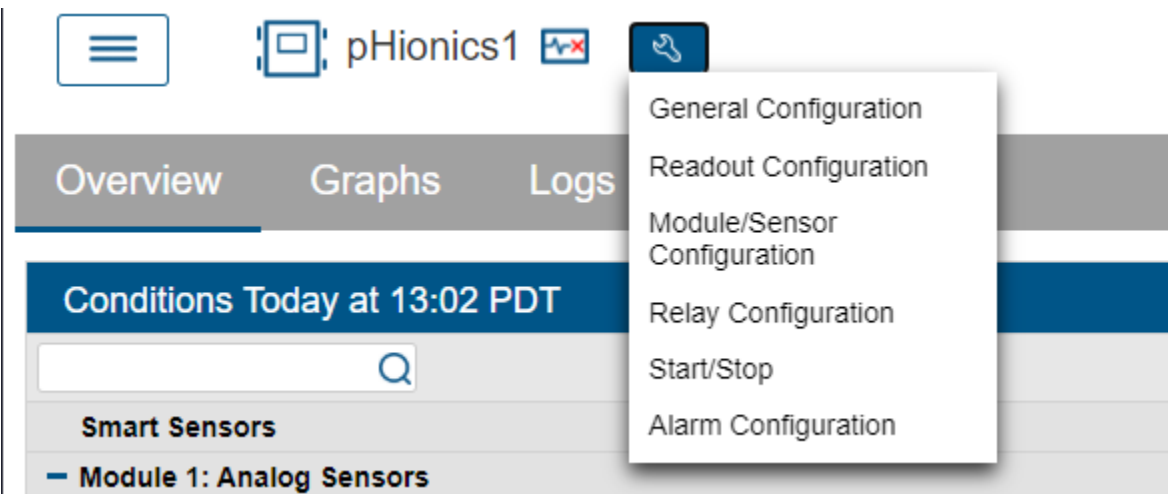 pHionics1
General Configuration
Readout Configuration
Module/Sensor
Configuration
Relay Configuration
Start/Stop
Alarm Configuration
Overview Graphs Logs
Conditions Today at 13:02 PDT
Smart Sensors
Module 1: Analog Sensors